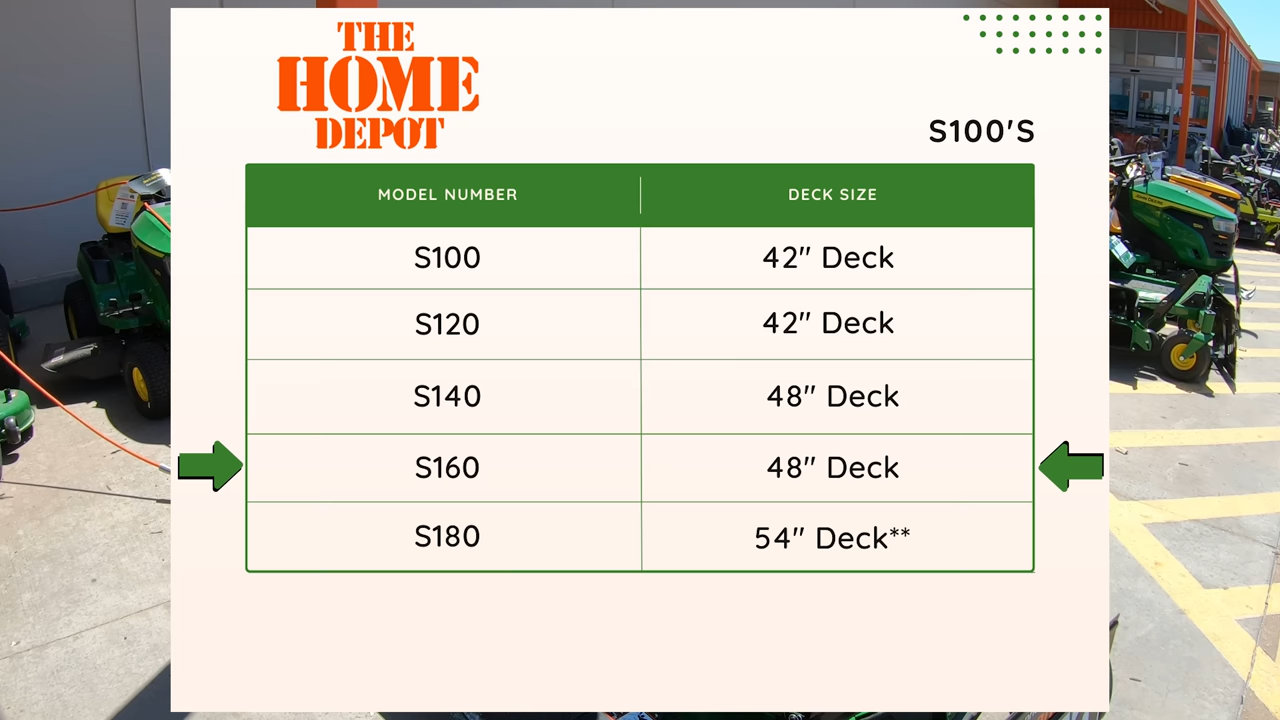 THE
HOME
DEPOT
S100'S
MODEL NUMBER DECK SIZE
S100 42" Deck
S120 42" Deck
S140 48" Deck
S160 48" Deck
S180 54" Deck**